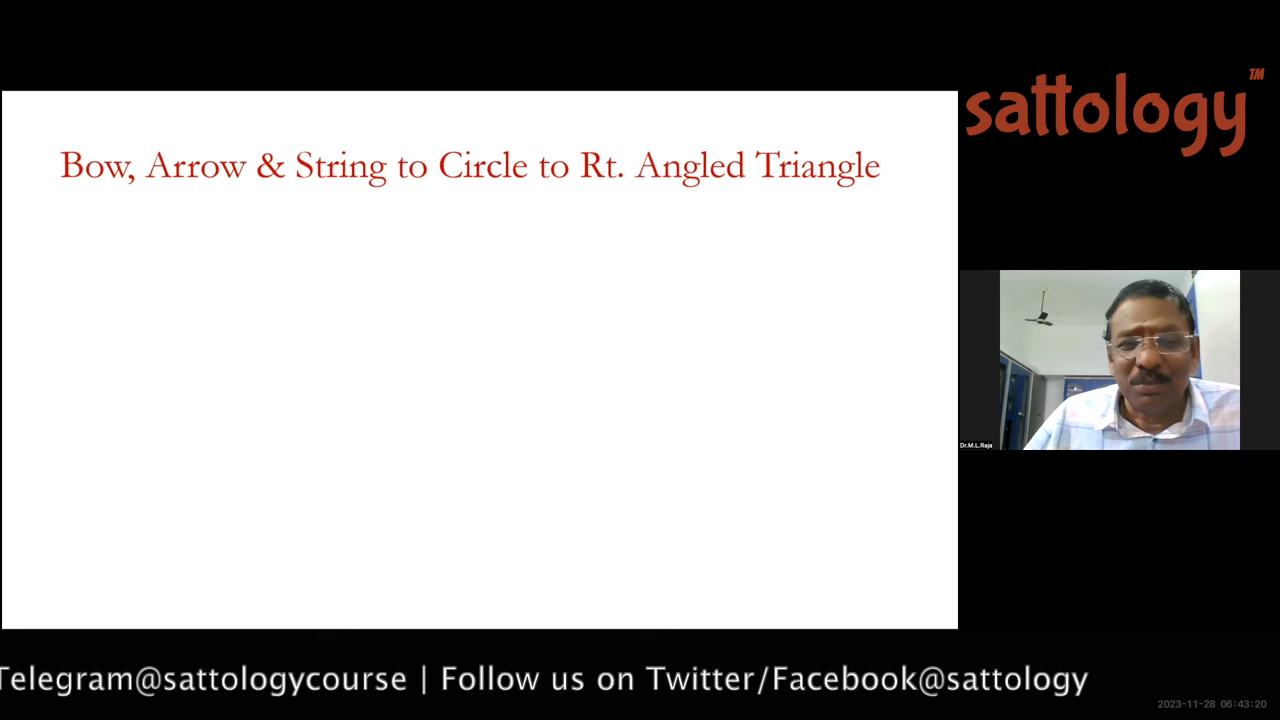 sattology™
Bow, Arrow & String to Circle to Rt. Angled Triangle
Dr.M.L.Raja
Telegram@sattologycourse | Follow us on Twitter/Facebook@sattology
2023-11-28 06:43:20